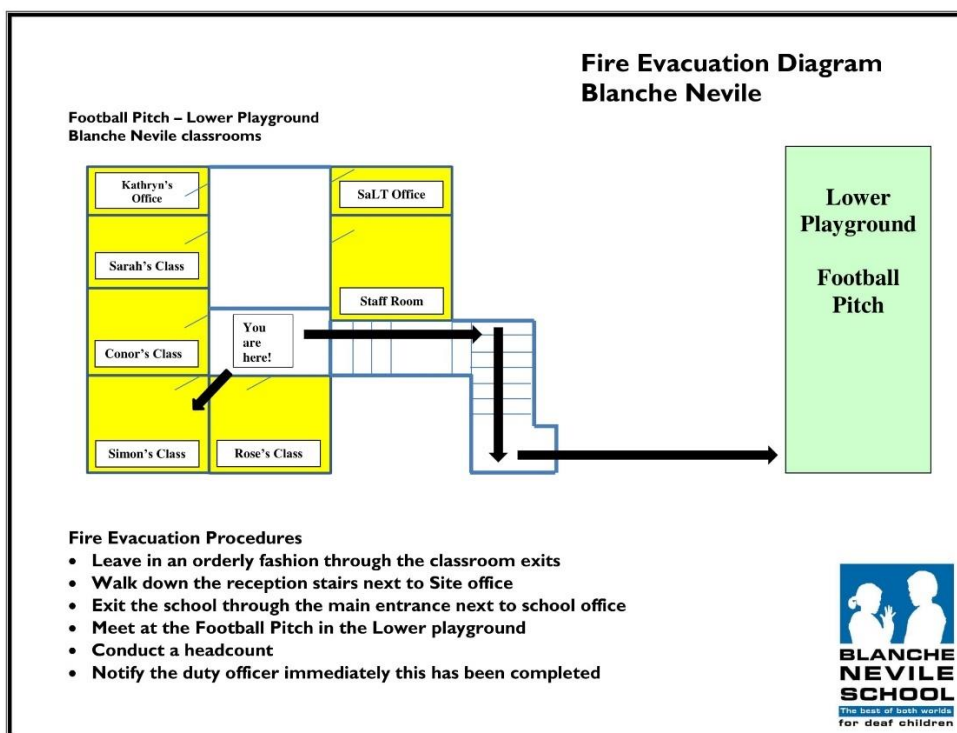 Fire Evacuation Diagram
Blanche Nevile
Football Pitch – Lower Playground
Blanche Nevile classrooms
Kathryn's
Office
SaLT Office
Sarah's Class
Staff Room
You
are
here!
Conor's Class
Simon's Class
Rose's Class
Lower
Playground
Football
Pitch
Fire Evacuation Procedures
• Leave in an orderly fashion through the classroom exits
• Walk down the reception stairs next to Site office
• Exit the school through the main entrance next to school office
• Meet at the Football Pitch in the Lower playground
• Conduct a headcount
• Notify the duty officer immediately this has been completed
BLANCHE
NEVILE
SCHOOL
The best of both worlds
for deaf children